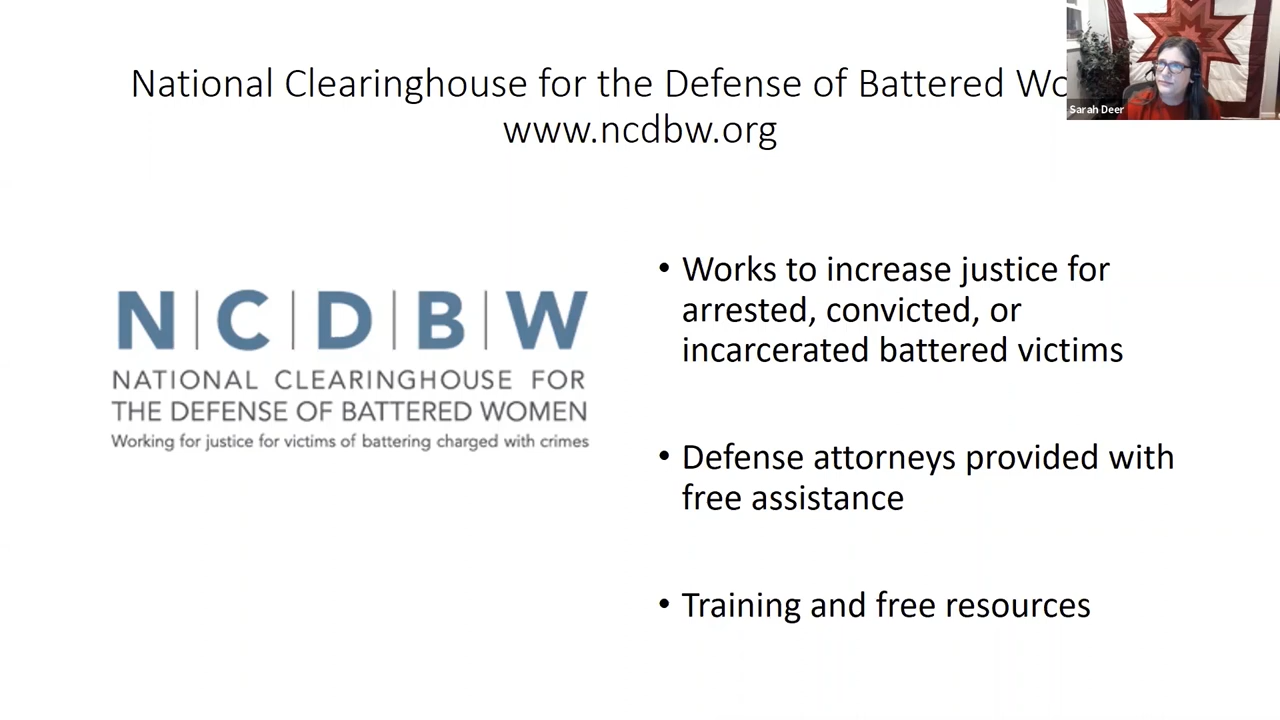 National Clearinghouse for the Defense of Battered
www.ncdbw.org
Sarah Deer
N|C|D|B|W
NATIONAL CLEARINGHOUSE FOR
THE DEFENSE OF BATTERED WOMEN
Working for justice for victims of battering charged with crimes
• Works to increase justice for
arrested, convicted, or
incarcerated battered victims
• Defense attorneys provided with
free assistance
• Training and free resources